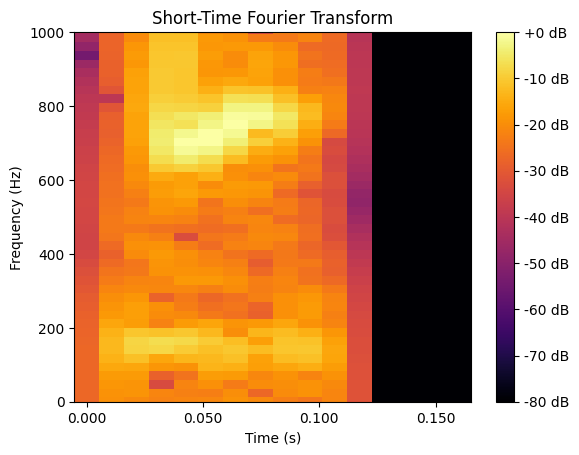 Short-Time Fourier Transform
1000
800
600
400
200
0
Frequency (Hz)
0.000
0.050
0.100
0.150
Time (s)
+0 dB
-10 dB
-20 dB
-30 dB
-40 dB
-50 dB
-60 dB
-70 dB
-80 dB